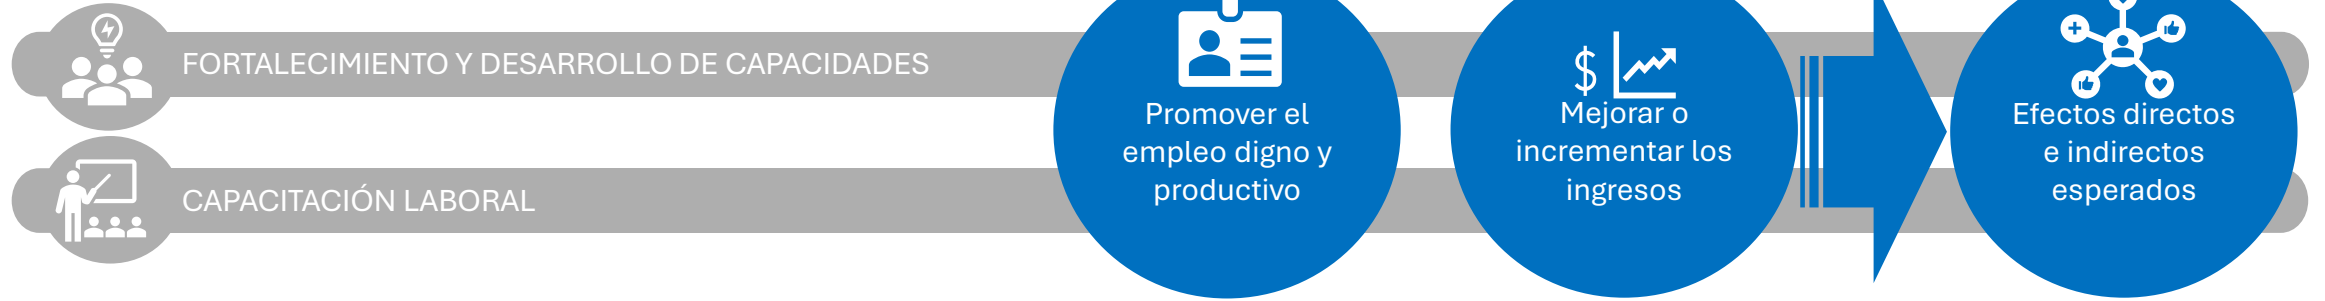 FORTALECIMIENTO Y DESARROLLO DE CAPACIDADES
CAPACITACIÓN LABORAL
Promover el
empleo digno y
productivo
$
Mejorar o
incrementar los
ingresos
Efectos directos
e indirectos
esperados